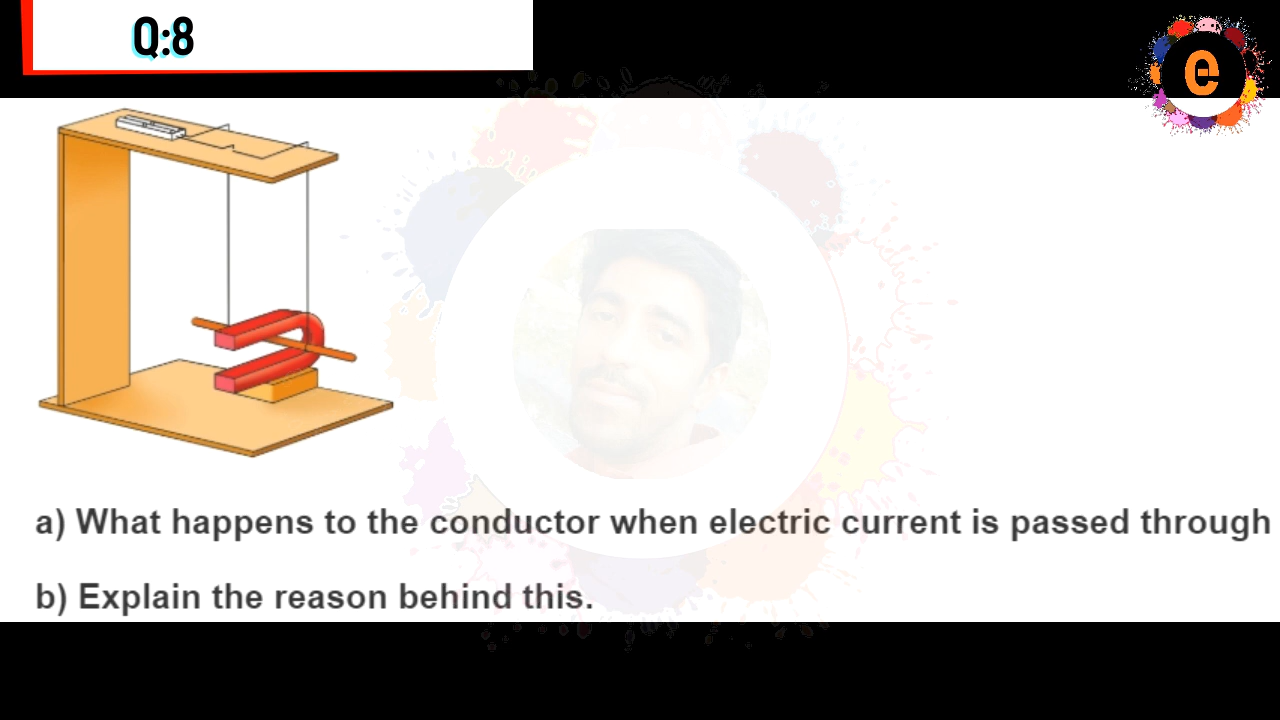 Q:8
e
a) What happens to the conductor when electric current is passed through
b) Explain the reason behind this.